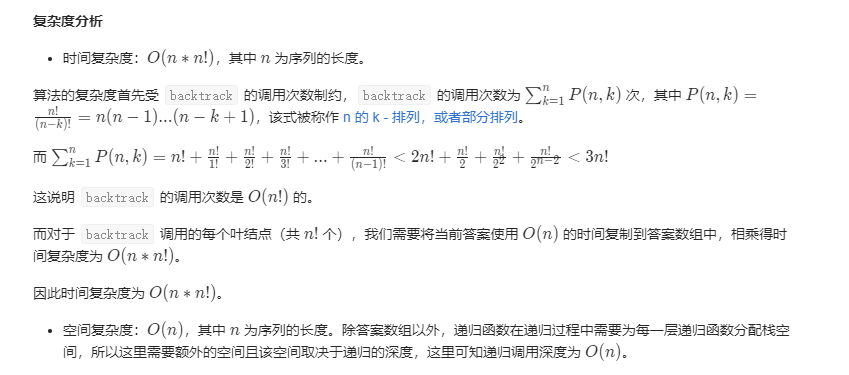 复杂度分析
• 时间复杂度：O(n * n!)，其中 n 为序列的长度。
算法的复杂度首先受 backtrack 的调用次数制约， backtrack 的调用次数为 ∑_{k=1}^{n} P(n, k) 次，其中 P(n, k) =
\frac{n!}{(n-k)!} = n(n − 1)...(n − k + 1)，该式被称作 n 的 k - 排列，或者部分排列。
而 ∑_{k=1}^{n} P(n, k) = n! + \frac{n!}{1!} + \frac{n!}{2!} + \frac{n!}{3!} + ... + \frac{n!}{(n-1)!} < 2n! + \frac{n!}{2} + \frac{n!}{2^2} + \frac{n!}{2^{n-2}} < 3n!
这说明 backtrack 的调用次数是 O(n!) 的。
而对于 backtrack 调用的每个叶结点（共 n! 个），我们需要将当前答案使用 O(n) 的时间复制到答案数组中，相乘得时
间复杂度为 O(n * n!)。
因此时间复杂度为 O(n * n!)。
• 空间复杂度：O(n)，其中 n 为序列的长度。除答案数组以外，递归函数在递归过程中需要为每一层递归函数分配栈空
间，所以这里需要额外的空间且该空间取决于递归的深度，这里可知递归调用深度为 O(n)。